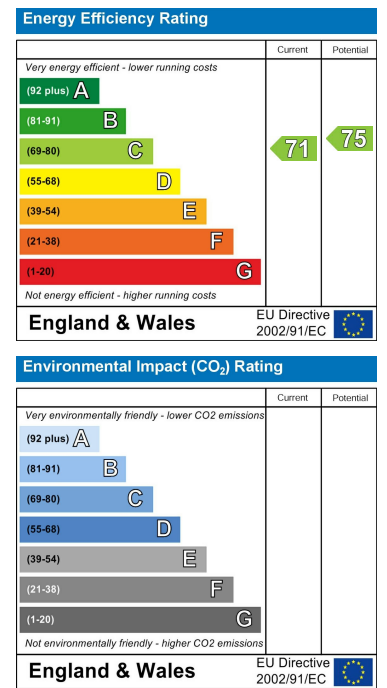 Energy Efficiency Rating
Current Potential
Very energy efficient - lower running costs
(92 plus) A
(81-91) B
(69-80) C
71 75
(55-68) D
(39-54) E
(21-38) F
(1-20) G
Not energy efficient - higher running costs
England & Wales
EU Directive
2002/91/EC
Environmental Impact (CO₂) Rating
Current Potential
Very environmentally friendly - lower CO2 emissions
(92 plus) A
(81-91) B
(69-80) C
(55-68) D
(39-54) E
(21-38) F
(1-20) G
Not environmentally friendly - higher CO2 emissions
England & Wales
EU Directive
2002/91/EC